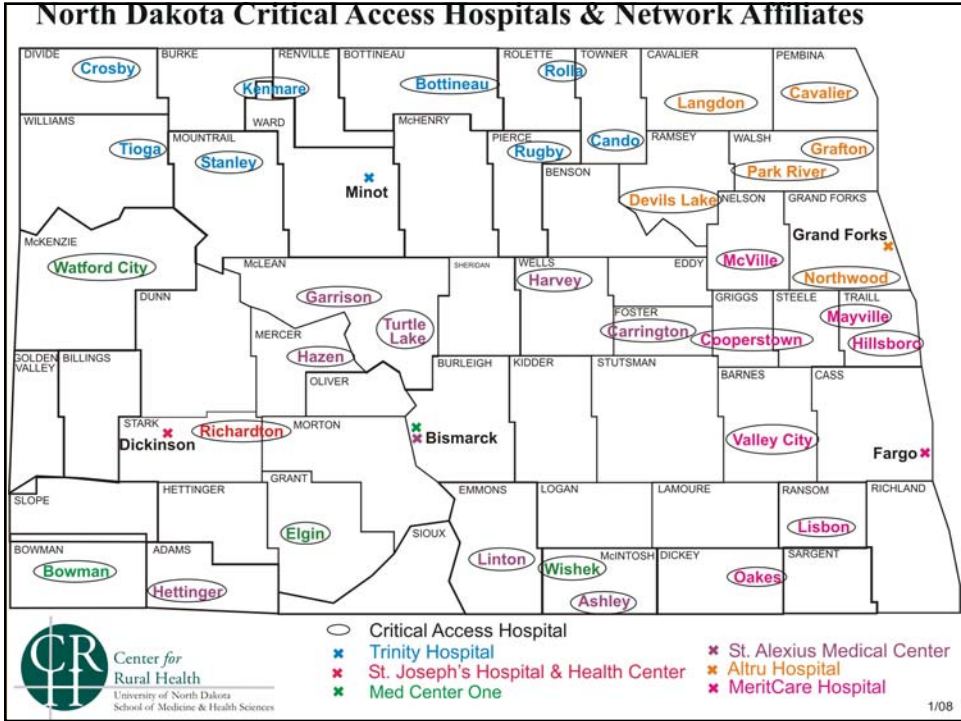 North Dakota Critical Access Hospitals & Network Affiliates
DIVIDE
BURKE
RENVILLE
BOTTINEAU
ROLETTE
TOWNER
CAVALIER
PEMBINA
Crosby
Kenmare
Bottineau
Rolla
Langdon
Cavalier
WILLIAMS
WARD
McHENRY
MOUNTRAIL
PIERCE
RAMSEY
WALSH
Tioga
Stanley
Rugby
Cando
Grafton
Park River
BENSON
Minot
Devils Lake
NELSON
GRAND FORKS
McKENZIE
Grand Forks
Watford City
McLEAN
SHERIDAN
WELLS
EDDY
McVille
Harvey
Northwood
DUNN
Garrison
GRIGGS
STEELE
TRAILL
FOSTER
Mayville
Turtle
Lake
Carrington
Cooperstown
Hillsboro
MERCER
Hazen
GOLDEN
VALLEY
BILLINGS
BURLEIGH
KIDDER
STUTSMAN
OLIVER
BARNES
CASS
STARK
Richardton
MORTON
Dickinson
Bismarck
Valley City
Fargo
SLOPE
HETTINGER
GRANT
EMMONS
LOGAN
LAMOURE
RANSOM
RICHLAND
Elgin
SIOUX
Lisbon
BOWMAN
ADAMS
McINTOSH
DICKEY
SARGENT
Bowman
Linton
Wishek
Oakes
Hettinger
Ashley
CRH
Center for
Rural Health
University of North Dakota
School of Medicine & Health Sciences
Critical Access Hospital
Trinity Hospital
St. Joseph's Hospital & Health Center
Med Center One
St. Alexius Medical Center
Altru Hospital
MeritCare Hospital
1/08